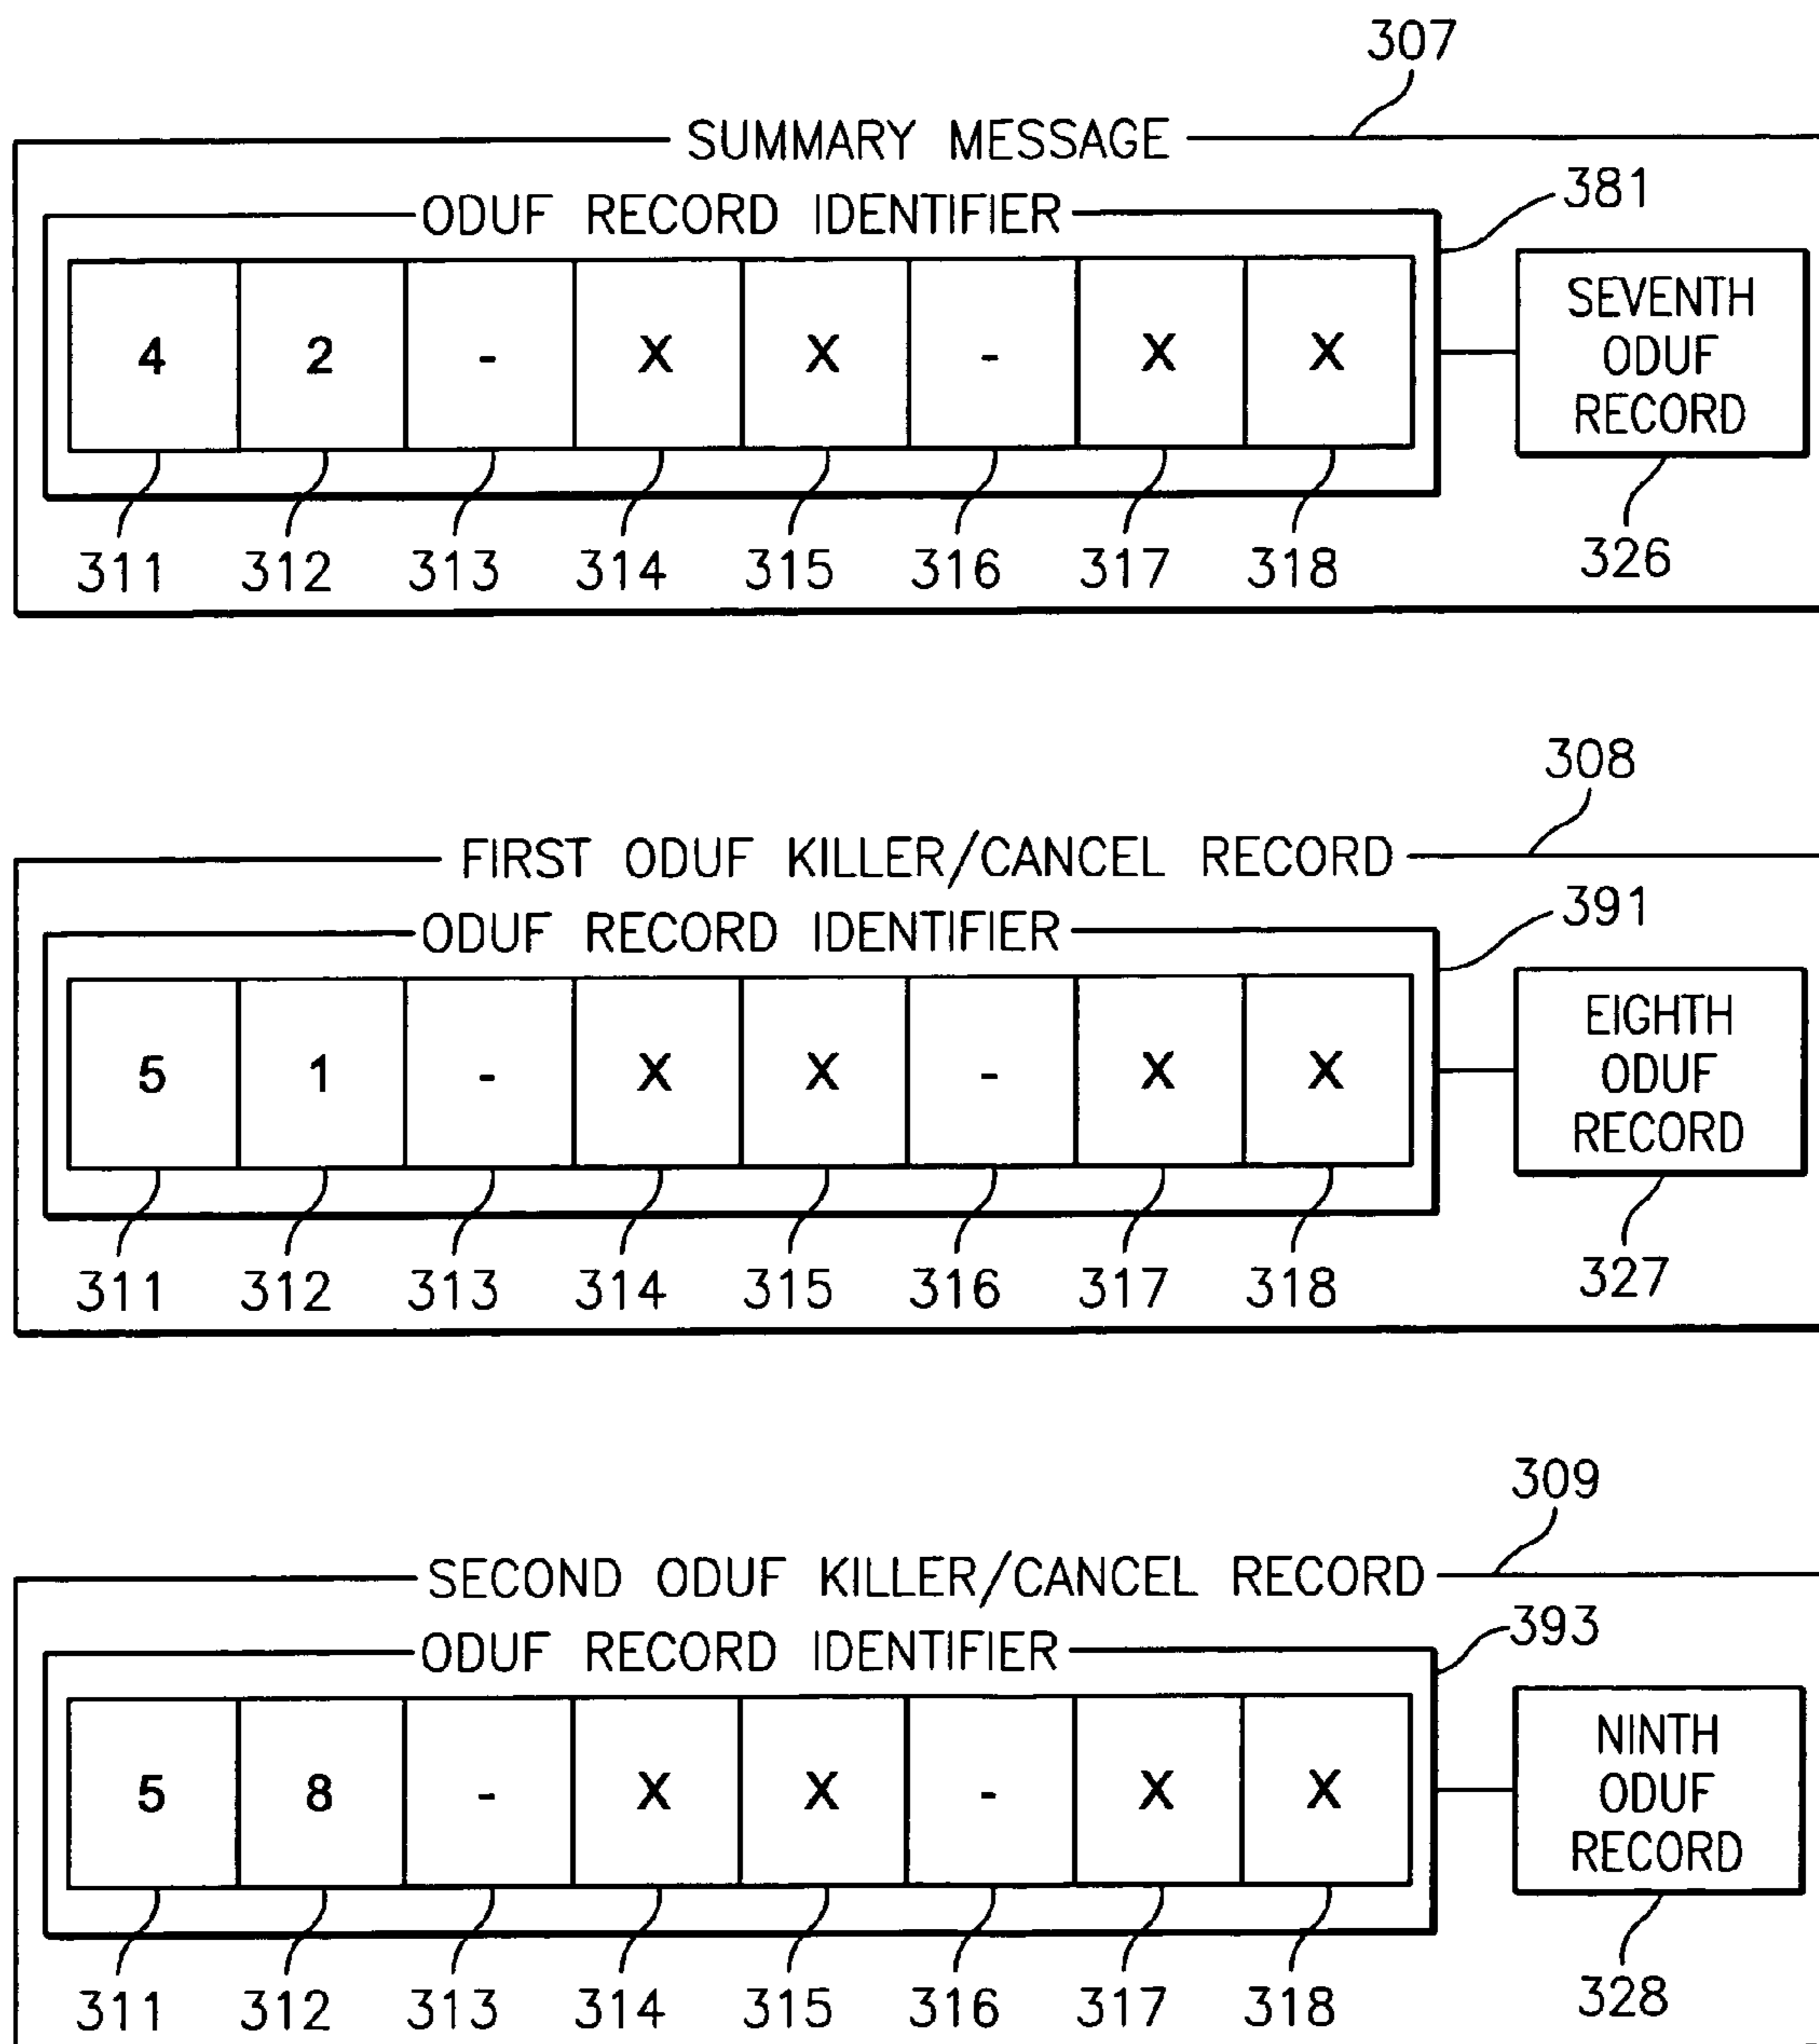 307
SUMMARY MESSAGE
ODUF RECORD IDENTIFIER
381
4 2 - X X - X X
SEVENTH
ODUF
RECORD
311 312 313 314 315 316 317 318
326
308
FIRST ODUF KILLER/CANCEL RECORD
ODUF RECORD IDENTIFIER
391
5 1 - X X - X X
EIGHTH
ODUF
RECORD
311 312 313 314 315 316 317 318
327
309
SECOND ODUF KILLER/CANCEL RECORD
ODUF RECORD IDENTIFIER
393
5 8 - X X - X X
NINTH
ODUF
RECORD
311 312 313 314 315 316 317 318
328